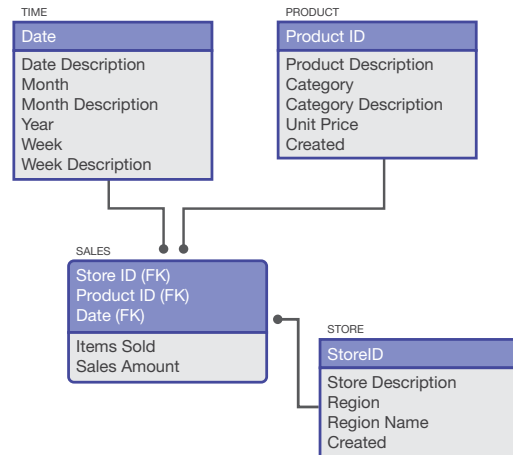 TIME
Date
Date Description
Month
Month Description
Year
Week
Week Description
PRODUCT
Product ID
Product Description
Category
Category Description
Unit Price
Created
SALES
Store ID (FK)
Product ID (FK)
Date (FK)
Items Sold
Sales Amount
STORE
StoreID
Store Description
Region
Region Name
Created